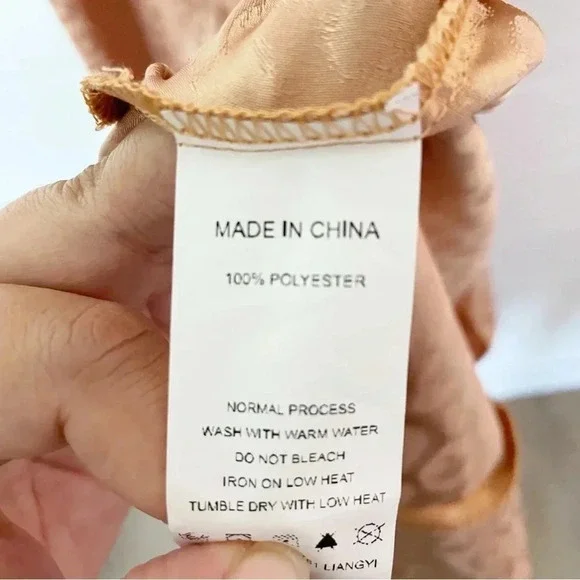 MADE IN CHINA
100% POLYESTER
NORMAL PROCESS
WASH WITH WARM WATER
DO NOT BLEACH
IRON ON LOW HEAT
TUMBLE DRY WITH LOW HEAT
LIANGYI